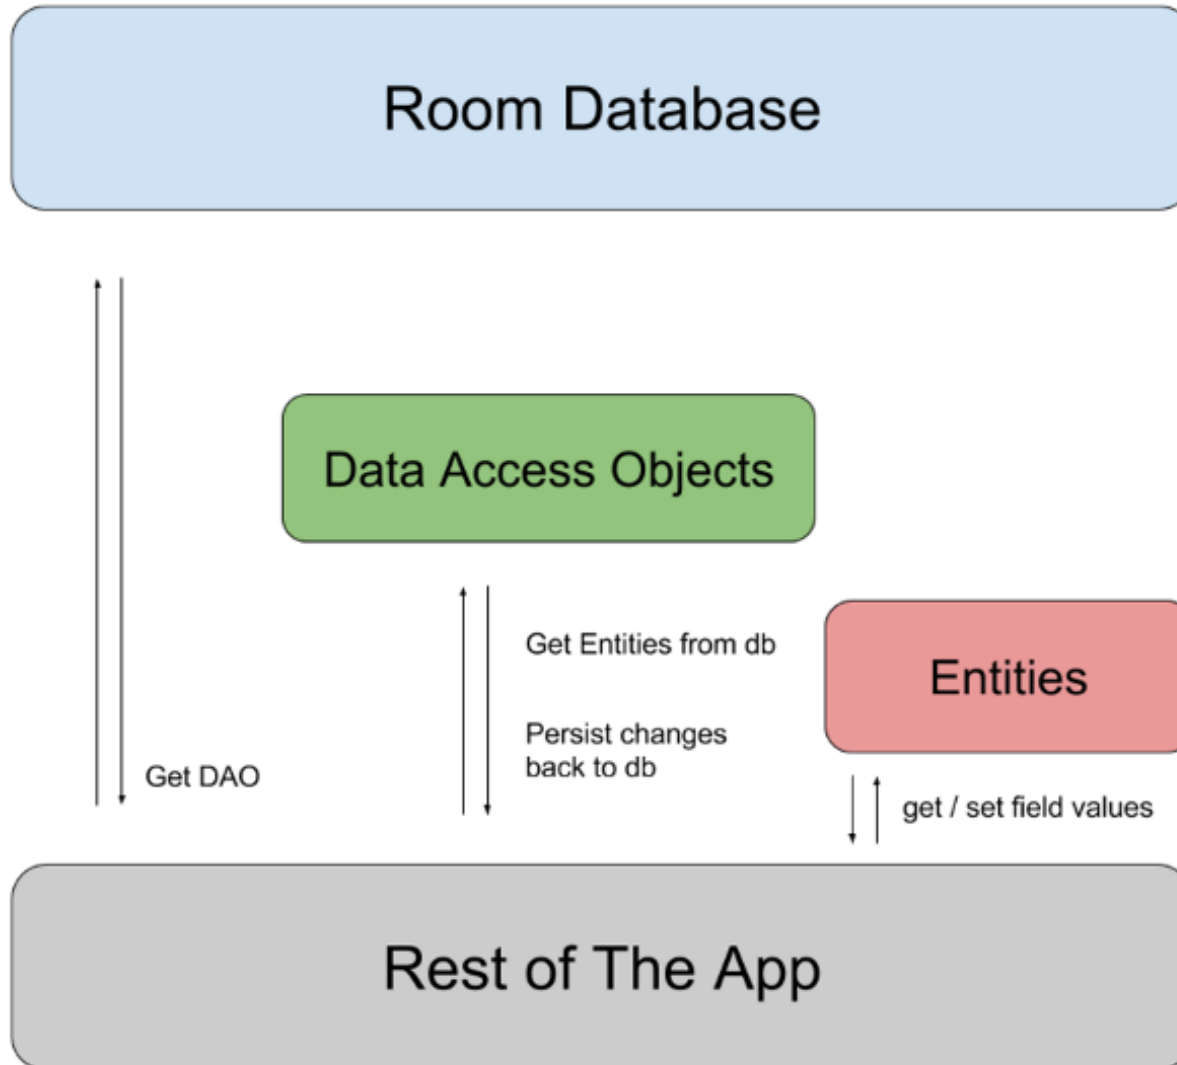 Room Database
Data Access Objects
Get Entities from db
Entities
Persist changes
back to db
Get DAO
get / set field values
Rest of The App